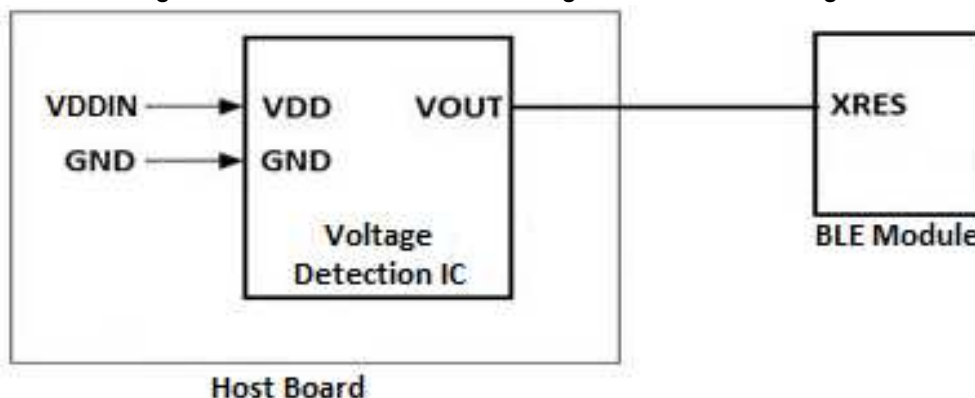 VDDIN
VDD
VOUT
XRES
GND
GND
Voltage
Detection IC
BLE Module
Host Board